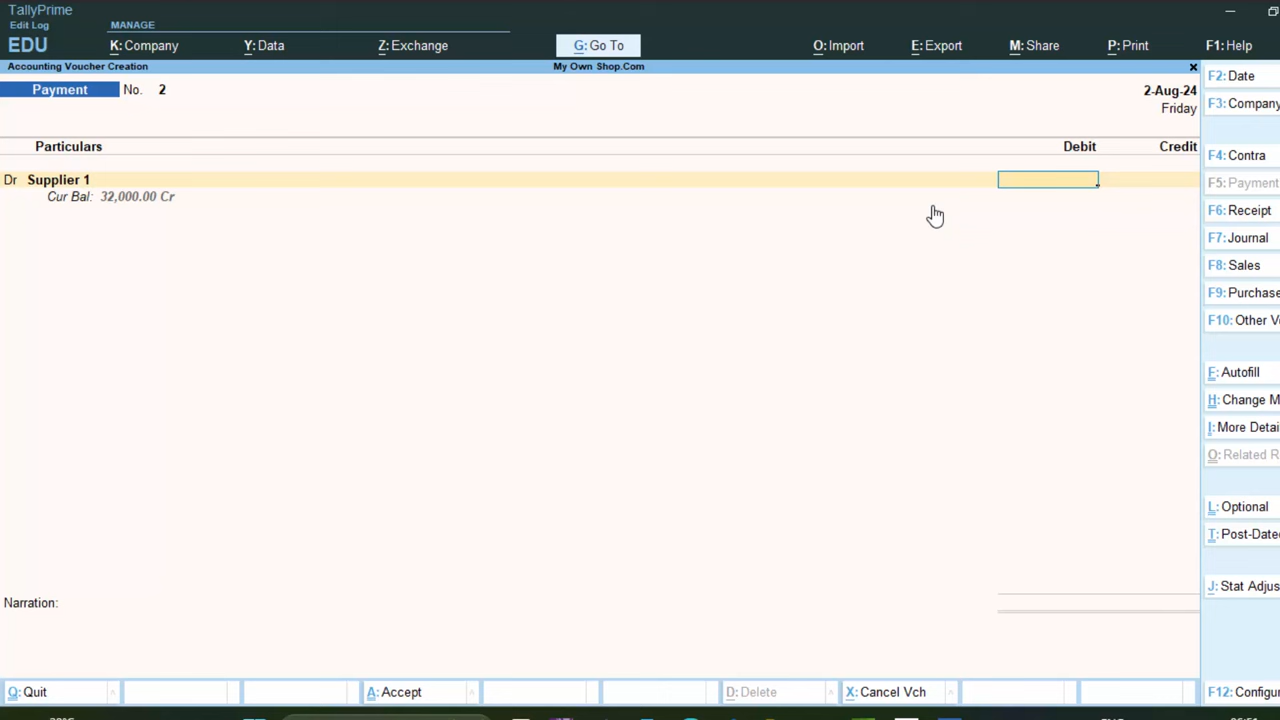 TallyPrime
Edit Log
MANAGE
EDU
K: Company
Y: Data
Z: Exchange
G: Go To
O: Import
E: Export
M: Share
P: Print
F1: Help
Accounting Voucher Creation
My Own Shop.Com
Payment No. 2
2-Aug-24
Friday
Particulars
Debit
Credit
Dr Supplier 1
Cur Bal: 32,000.00 Cr
Narration:
F2: Date
F3: Company
F4: Contra
F5: Payment
F6: Receipt
F7: Journal
F8: Sales
F9: Purchase
F10: Other V
F: Autofill
H: Change M
I: More Detai
O: Related R
L: Optional
T: Post-Date
J: Stat Adjus
F12: Configur
Q: Quit
A: Accept
D: Delete
X: Cancel Vch